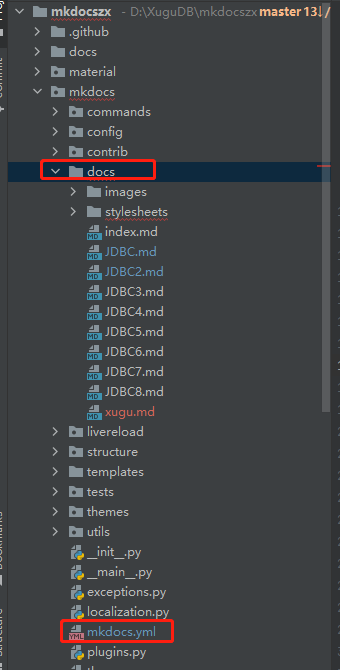 mkdocszx - D:\XuguDB\mkdocszx master 13↓/
.github
docs
material
mkdocs
commands
config
contrib
docs
images
stylesheets
index.md
JDBC.md
JDBC2.md
JDBC3.md
JDBC4.md
JDBC5.md
JDBC6.md
JDBC7.md
JDBC8.md
xugu.md
livereload
structure
templates
tests
themes
utils
__init__.py
__main__.py
exceptions.py
localization.py
mkdocs.yml
plugins.py